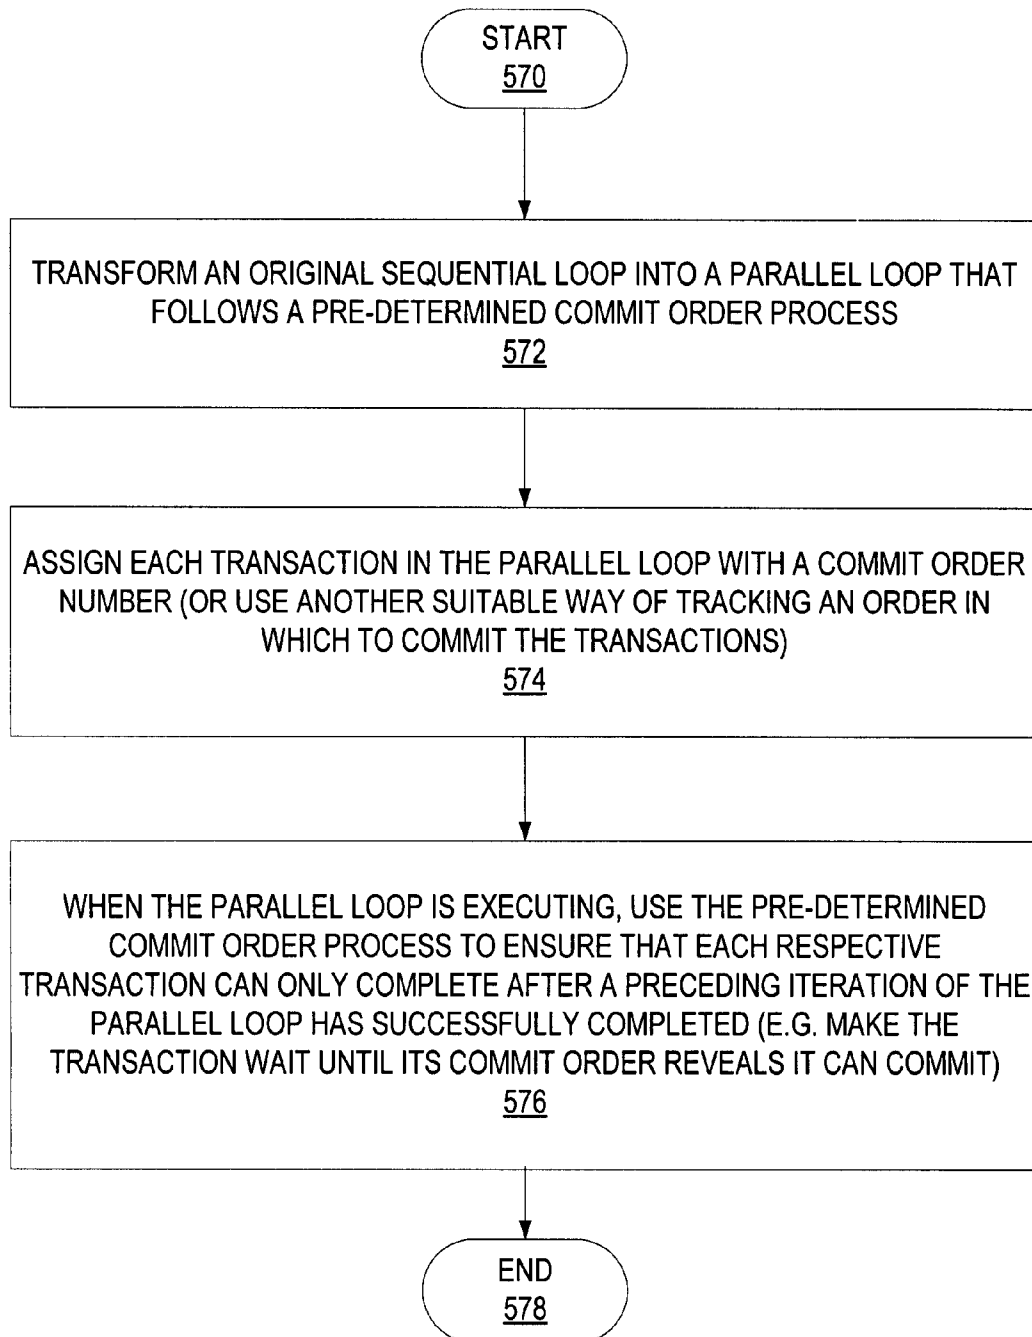 START
570
TRANSFORM AN ORIGINAL SEQUENTIAL LOOP INTO A PARALLEL LOOP THAT
FOLLOWS A PRE-DETERMINED COMMIT ORDER PROCESS
572
ASSIGN EACH TRANSACTION IN THE PARALLEL LOOP WITH A COMMIT ORDER
NUMBER (OR USE ANOTHER SUITABLE WAY OF TRACKING AN ORDER IN
WHICH TO COMMIT THE TRANSACTIONS)
574
WHEN THE PARALLEL LOOP IS EXECUTING, USE THE PRE-DETERMINED
COMMIT ORDER PROCESS TO ENSURE THAT EACH RESPECTIVE
TRANSACTION CAN ONLY COMPLETE AFTER A PRECEDING ITERATION OF THE
PARALLEL LOOP HAS SUCCESSFULLY COMPLETED (E.G. MAKE THE
TRANSACTION WAIT UNTIL ITS COMMIT ORDER REVEALS IT CAN COMMIT)
576
END
578